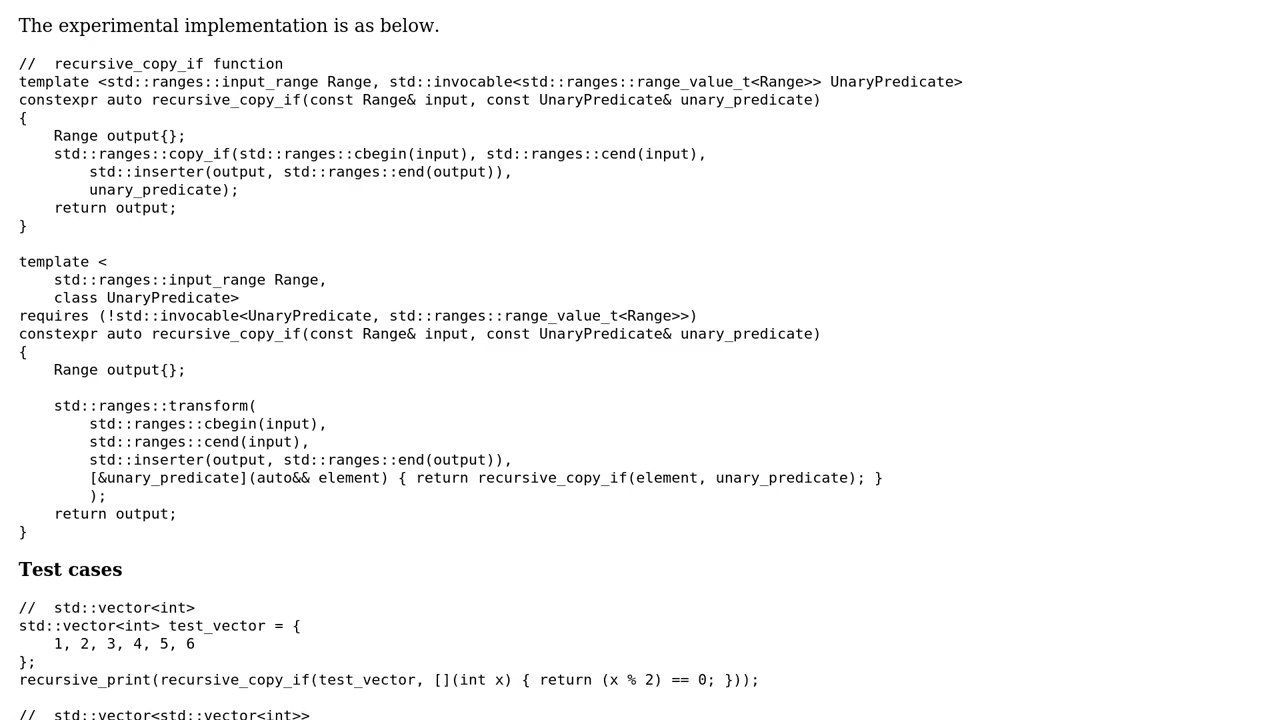 The experimental implementation is as below.
//  recursive_copy_if function
template <std::ranges::input_range Range, std::invocable<std::ranges::range_value_t<Range>> UnaryPredicate>
constexpr auto recursive_copy_if(const Range& input, const UnaryPredicate& unary_predicate)
{
    Range output{};
    std::ranges::copy_if(std::ranges::cbegin(input), std::ranges::cend(input),
        std::inserter(output, std::ranges::end(output)),
        unary_predicate);
    return output;
}

template <
    std::ranges::input_range Range,
    class UnaryPredicate>
requires (!std::invocable<UnaryPredicate, std::ranges::range_value_t<Range>>)
constexpr auto recursive_copy_if(const Range& input, const UnaryPredicate& unary_predicate)
{
    Range output{};

    std::ranges::transform(
        std::ranges::cbegin(input),
        std::ranges::cend(input),
        std::inserter(output, std::ranges::end(output)),
        [&unary_predicate](auto&& element) { return recursive_copy_if(element, unary_predicate); }
        );
    return output;
}
Test cases
//  std::vector<int>
std::vector<int> test_vector = {
    1, 2, 3, 4, 5, 6
};
recursive_print(recursive_copy_if(test_vector, [](int x) { return (x % 2) == 0; }));

//  std::vector<std::vector<int>>